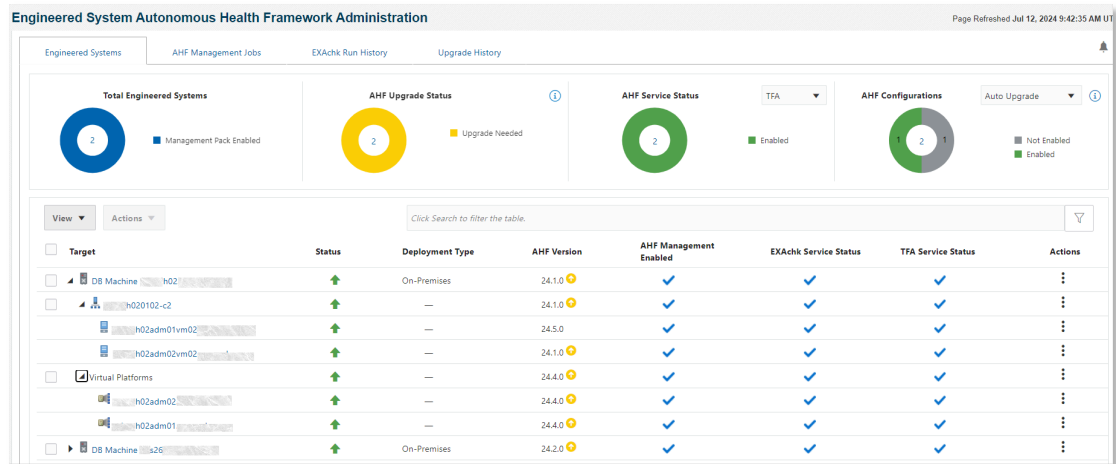 Engineered System Autonomous Health Framework Administration
Page Refreshed Jul 12, 2024 9:42:35 AM UT
Engineered Systems AHF Management Jobs EXAchk Run History Upgrade History
Total Engineered Systems
2
Management Pack Enabled
AHF Upgrade Status
2
Upgrade Needed
AHF Service Status
TFA
2
Enabled
AHF Configurations
Auto Upgrade
1 2 1
Not Enabled
Enabled
View Actions
Click Search to filter the table.
Target Status Deployment Type AHF Version AHF Management Enabled EXAchk Service Status TFA Service Status Actions
DB Machine h02 On-Premises 24.1.0
h020102-c2 — 24.1.0
h02adm01vm02 — 24.5.0
h02adm02vm02 — 24.1.0
Virtual Platforms — 24.4.0
h02adm02 — 24.4.0
h02adm01 — 24.4.0
DB Machine s26 On-Premises 24.2.0